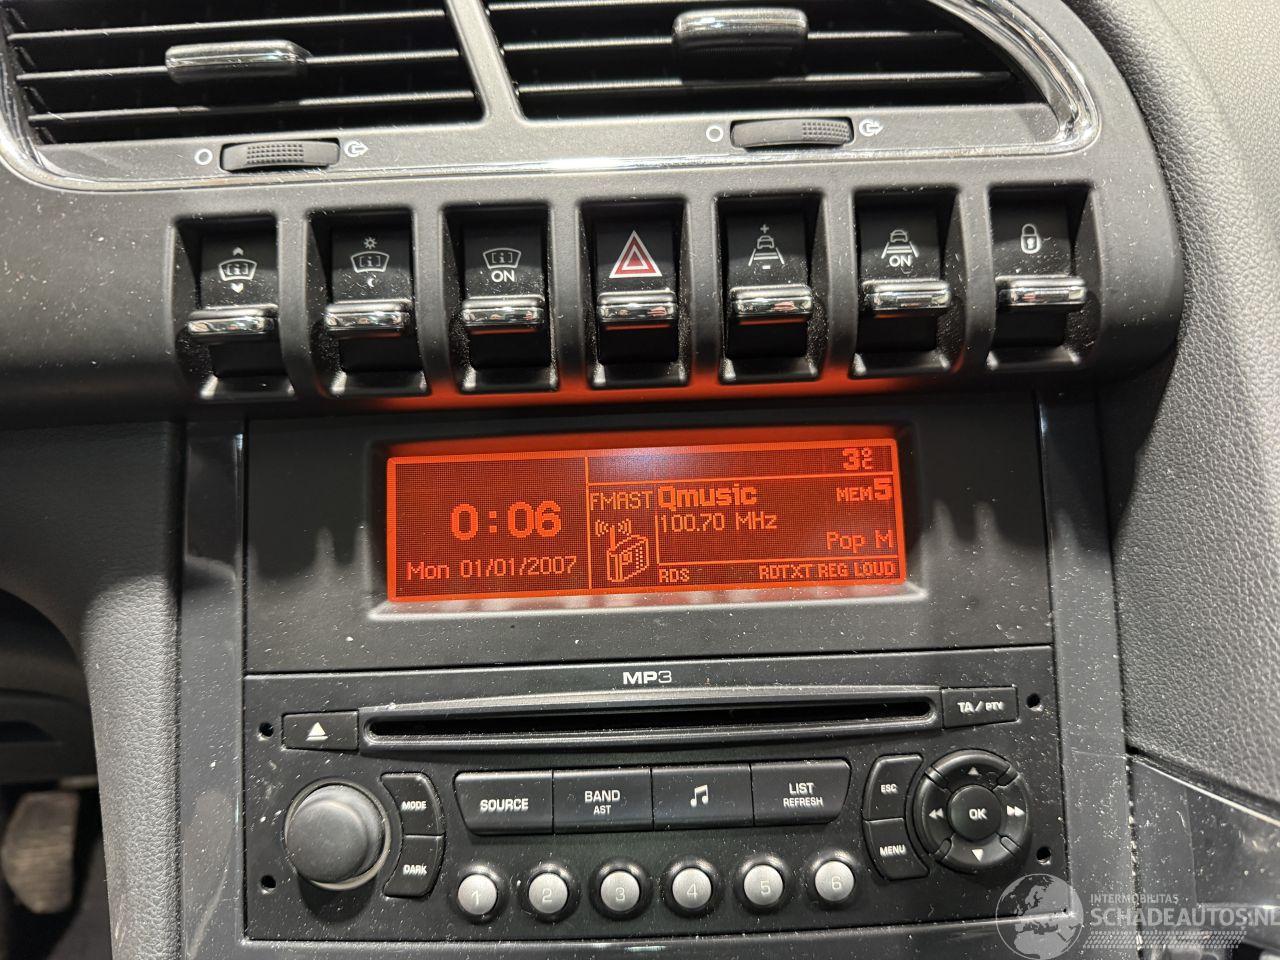 ON
+
-
ON
3°C
FMAST Qmusic MEM5
0:06
100.70 MHz
Pop M
Mon 01/01/2007
RDS RDTXT REG LOUD
MP3
TA/PTY
MODE
SOURCE
BAND
AST
LIST
REFRESH
ESC
OK
DARK
MENU
1 2 3 4 5 6
INTERMOBILITAS
SCHADEAUTOS.NL